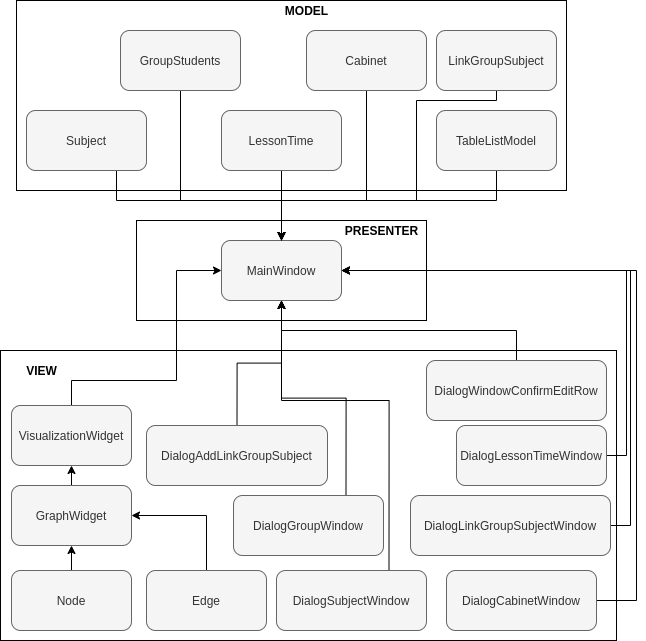 MODEL
GroupStudents
Cabinet
LinkGroupSubject
Subject
LessonTime
TableListModel
PRESENTER
MainWindow
VIEW
DialogWindowConfirmEditRow
VisualizationWidget
DialogAddLinkGroupSubject
DialogLessonTimeWindow
GraphWidget
DialogGroupWindow
DialogLinkGroupSubjectWindow
Node
Edge
DialogSubjectWindow
DialogCabinetWindow